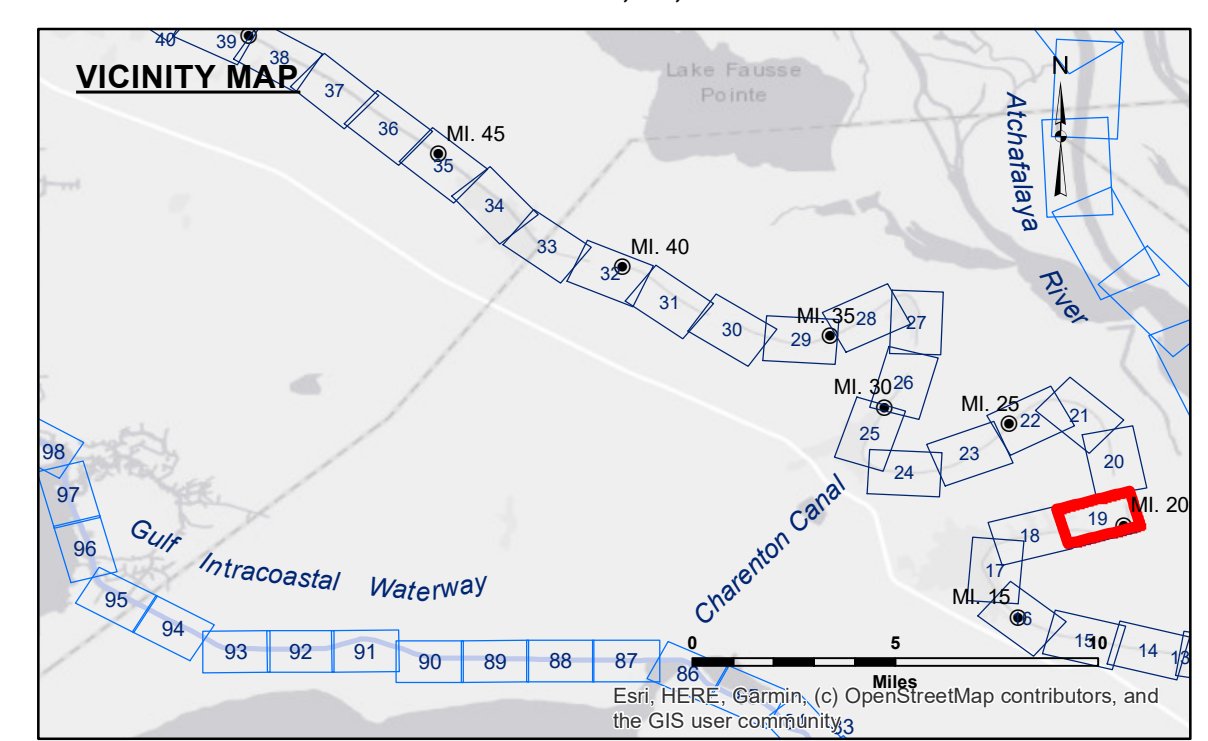 VICINITY MAP
40
39
38
37
36
MI. 45
35
34
33
MI. 40
32
31
30
MI. 35
29
28
27
Lake Fausse
Pointe
N
Atchafalaya
River
26
MI. 30
25
24
23
MI. 25
22
21
20
MI. 20
19
18
17
MI. 15
15
14
13
Charenton Canal
98
97
96
95
94
93
92
91
90
89
88
87
86
Gulf Intracoastal Waterway
0 5 10
Miles
Esri, HERE, Garmin, (c) OpenStreetMap contributors, and
the GIS user community